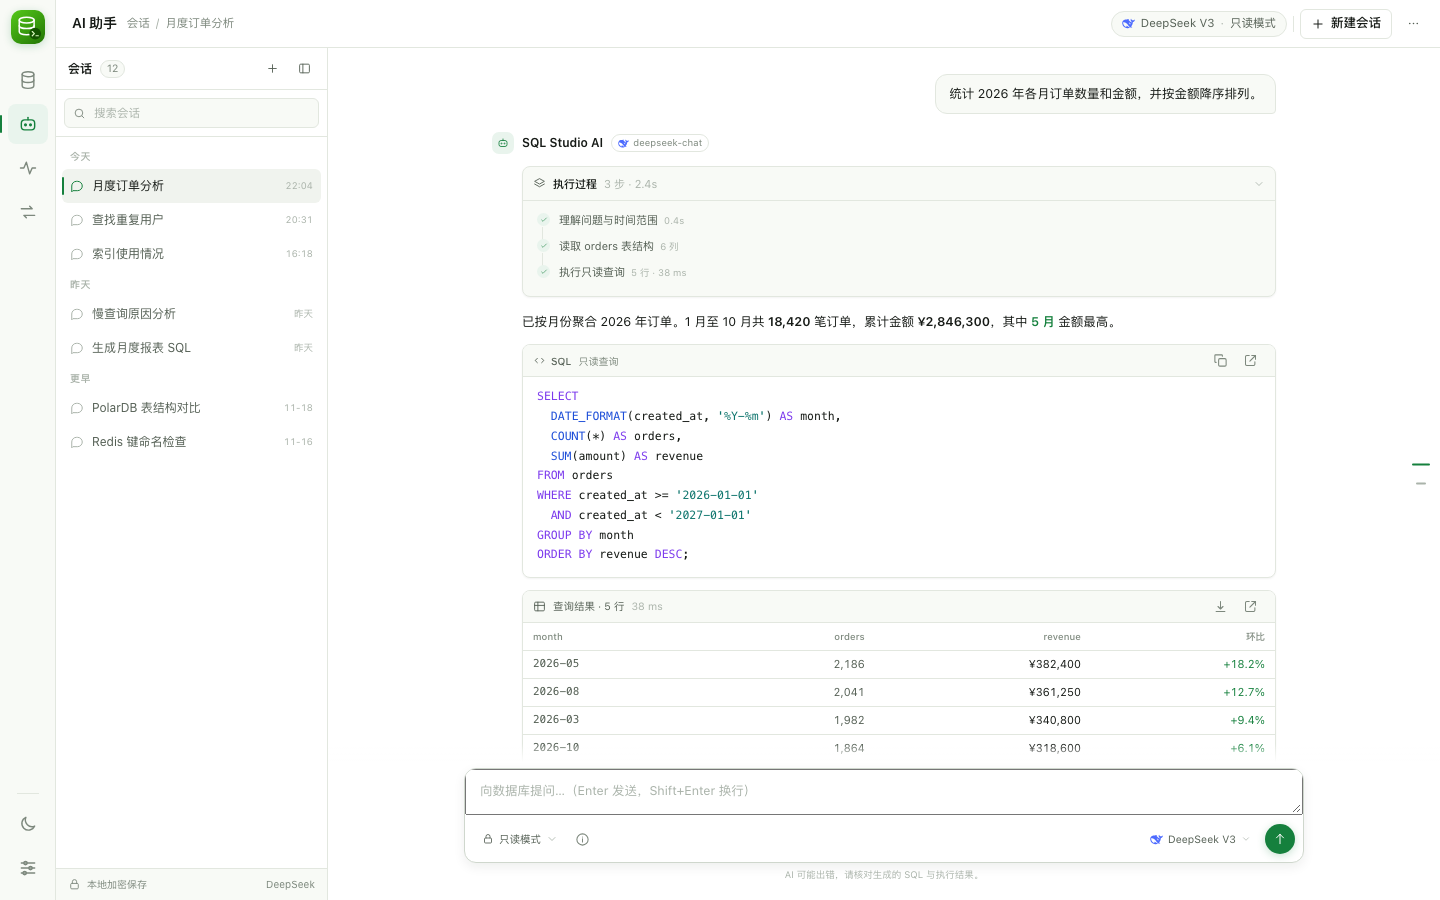 AI 助手 会话 / 月度订单分析
DeepSeek V3 · 只读模式
新建会话
会话 12
搜索会话
今天
月度订单分析 22:04
查找重复用户 20:31
索引使用情况 16:18
昨天
慢查询原因分析 昨天
生成月度报表 SQL 昨天
更早
PolarDB 表结构对比 11-18
Redis 键命名检查 11-16
本地加密保存 DeepSeek
统计 2026 年各月订单数量和金额，并按金额降序排列。
SQL Studio AI deepseek-chat
执行过程 3 步 · 2.4s
理解问题与时间范围 0.4s
读取 orders 表结构 6 列
执行只读查询 5 行 · 38 ms
已按月份聚合 2026 年订单。1 月至 10 月共 18,420 笔订单，累计金额 ¥2,846,300，其中 5 月 金额最高。
SQL 只读查询
SELECT
DATE_FORMAT(created_at, '%Y-%m') AS month,
COUNT(*) AS orders,
SUM(amount) AS revenue
FROM orders
WHERE created_at >= '2026-01-01'
AND created_at < '2027-01-01'
GROUP BY month
ORDER BY revenue DESC;
查询结果 · 5 行 38 ms
month orders revenue 环比
2026-05 2,186 ¥382,400 +18.2%
2026-08 2,041 ¥361,250 +12.7%
2026-03 1,982 ¥340,800 +9.4%
2026-10 1,864 ¥318,600 +6.1%
向数据库提问…（Enter 发送，Shift+Enter 换行）
只读模式
DeepSeek V3
AI 可能出错，请核对生成的 SQL 与执行结果。